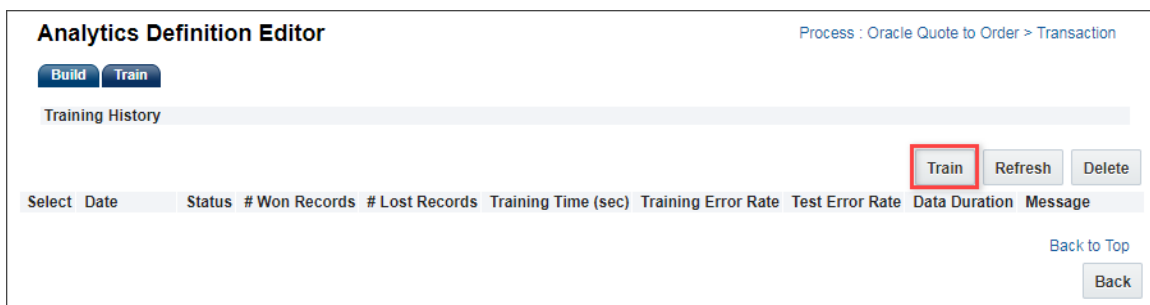 Analytics Definition Editor
Process : Oracle Quote to Order > Transaction
Build Train
Training History
Train Refresh Delete
Select Date Status # Won Records # Lost Records Training Time (sec) Training Error Rate Test Error Rate Data Duration Message
Back to Top
Back